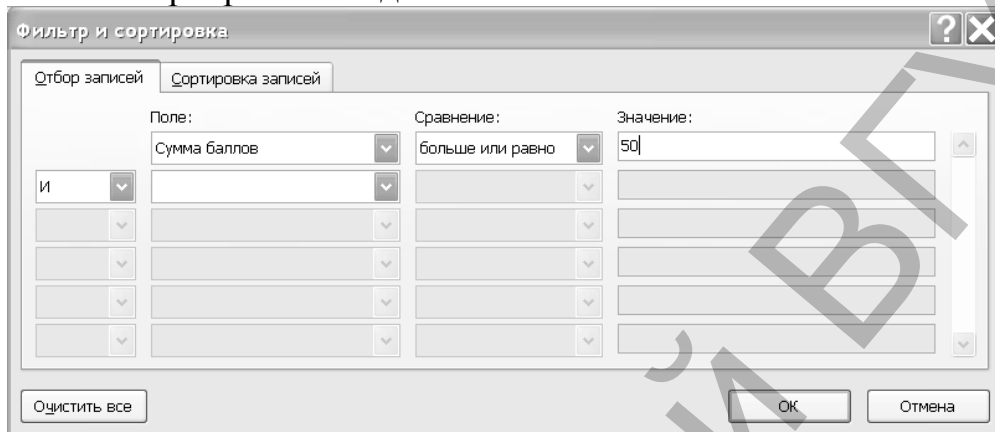 Фильтр и сортировка
Отбор записей Сортировка записей
Поле: Сравнение: Значение:
Сумма баллов больше или равно 50
И
Очистить все ОК Отмена
Й ВГУ